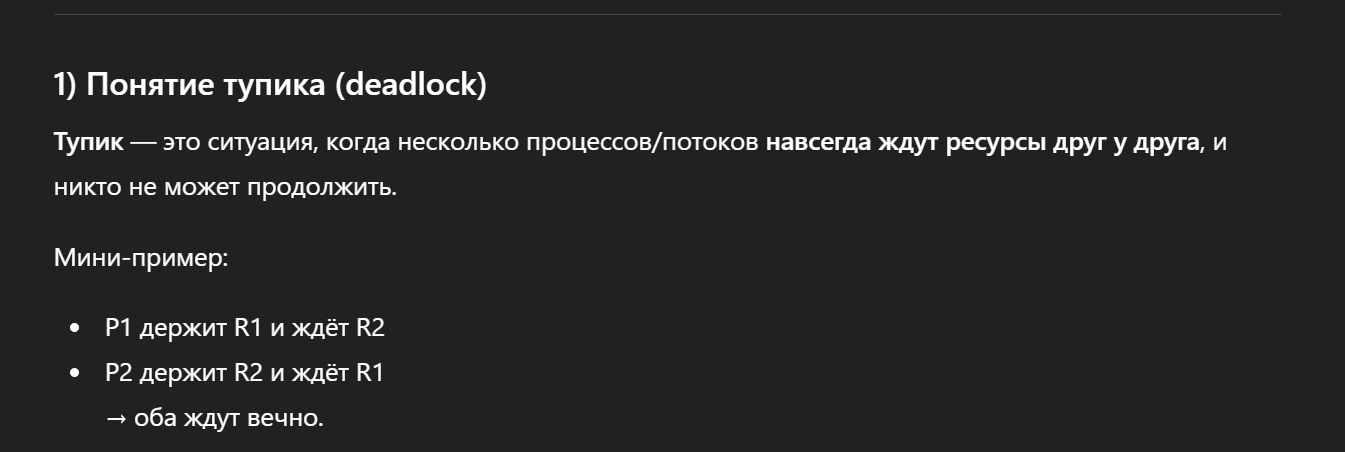 1) Понятие тупика (deadlock)
Тупик — это ситуация, когда несколько процессов/потоков навсегда ждут ресурсы друг у друга, и
никто не может продолжить.
Мини-пример:
• P1 держит R1 и ждёт R2
• P2 держит R2 и ждёт R1
→ оба ждут вечно.